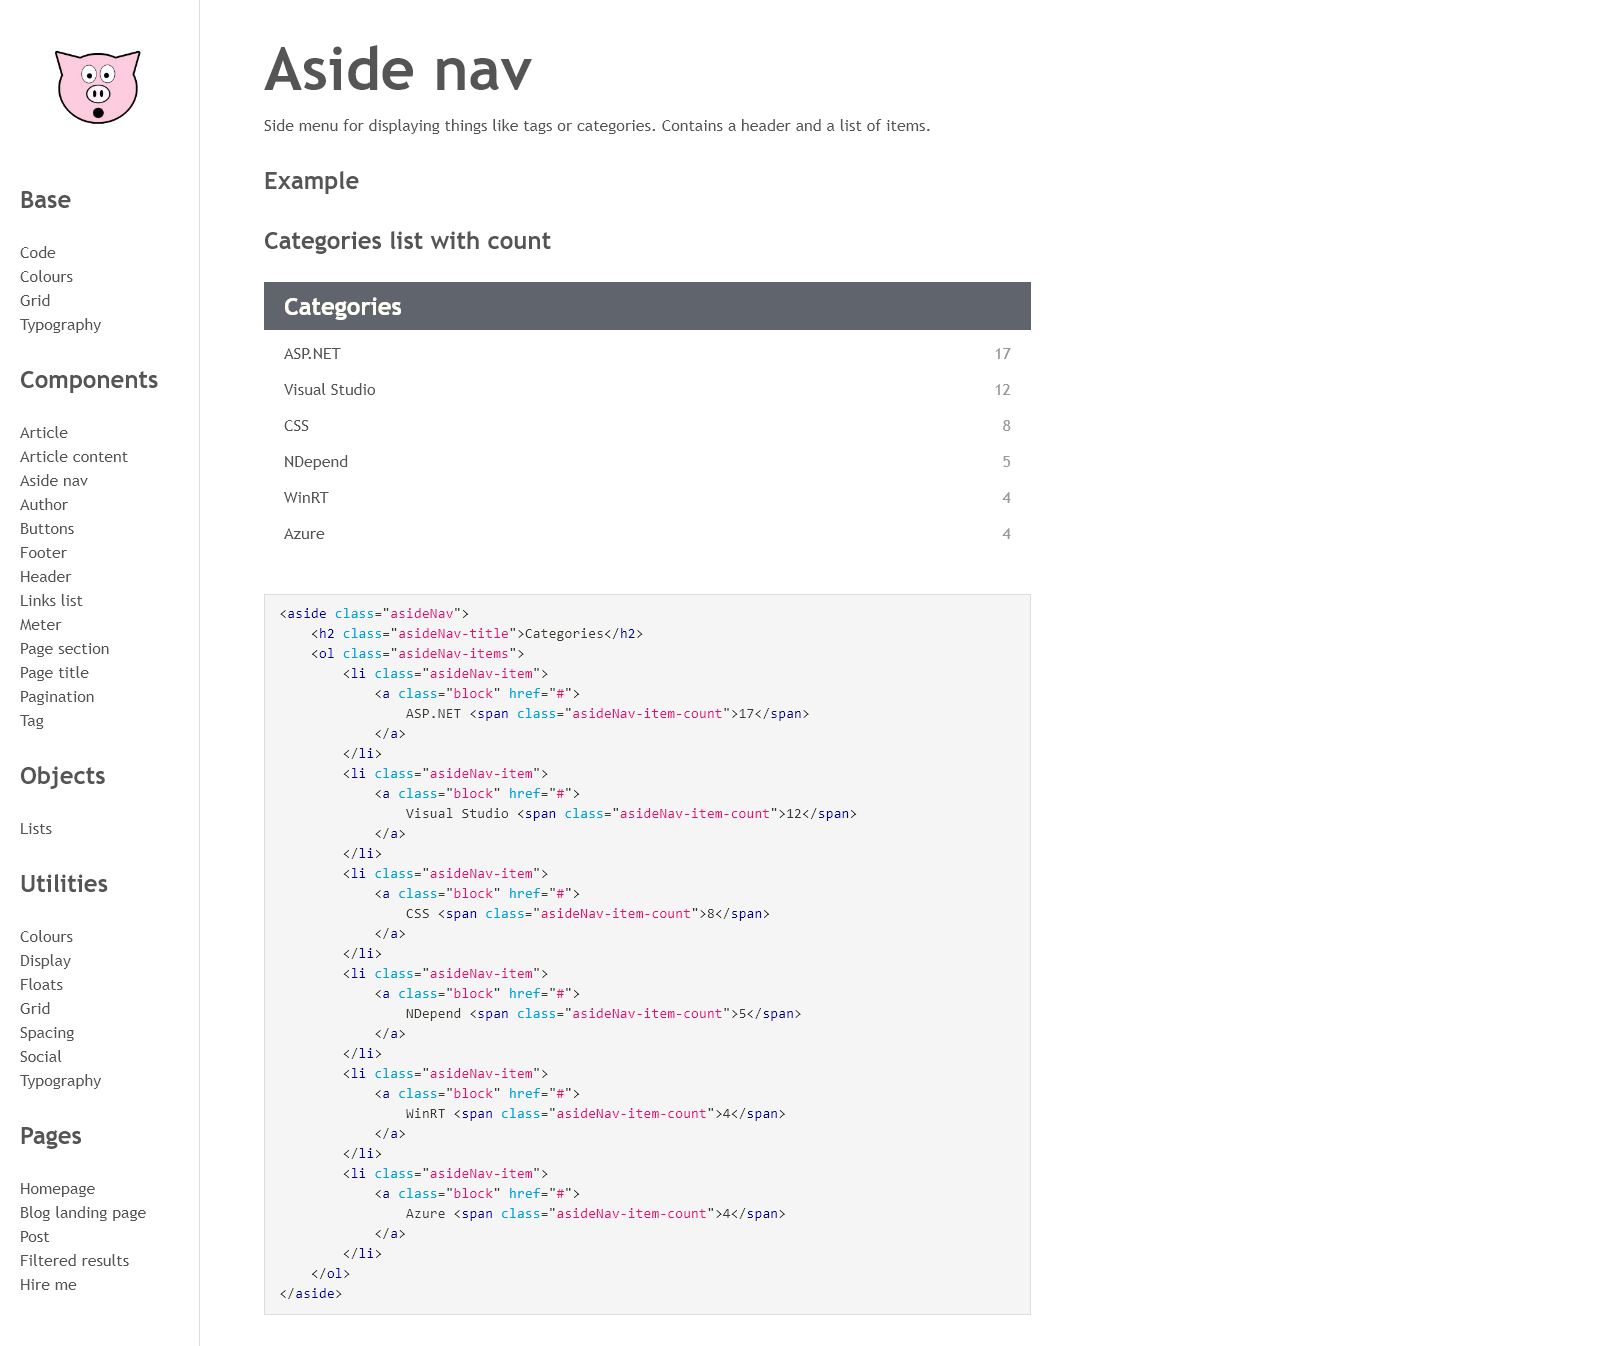 Base
Code
Colours
Grid
Typography
Components
Article
Article content
Aside nav
Author
Buttons
Footer
Header
Links list
Meter
Page section
Page title
Pagination
Tag
Objects
Lists
Utilities
Colours
Display
Floats
Grid
Spacing
Social
Typography
Pages
Homepage
Blog landing page
Post
Filtered results
Hire me
Aside nav
Side menu for displaying things like tags or categories. Contains a header and a list of items.
Example
Categories list with count
Categories
ASP.NET 17
Visual Studio 12
CSS 8
NDepend 5
WinRT 4
Azure 4
<aside class="asideNav">
    <h2 class="asideNav-title">Categories</h2>
    <ol class="asideNav-items">
        <li class="asideNav-item">
            <a class="block" href="#">
                ASP.NET <span class="asideNav-item-count">17</span>
            </a>
        </li>
        <li class="asideNav-item">
            <a class="block" href="#">
                Visual Studio <span class="asideNav-item-count">12</span>
            </a>
        </li>
        <li class="asideNav-item">
            <a class="block" href="#">
                CSS <span class="asideNav-item-count">8</span>
            </a>
        </li>
        <li class="asideNav-item">
            <a class="block" href="#">
                NDepend <span class="asideNav-item-count">5</span>
            </a>
        </li>
        <li class="asideNav-item">
            <a class="block" href="#">
                WinRT <span class="asideNav-item-count">4</span>
            </a>
        </li>
        <li class="asideNav-item">
            <a class="block" href="#">
                Azure <span class="asideNav-item-count">4</span>
            </a>
        </li>
    </ol>
</aside>